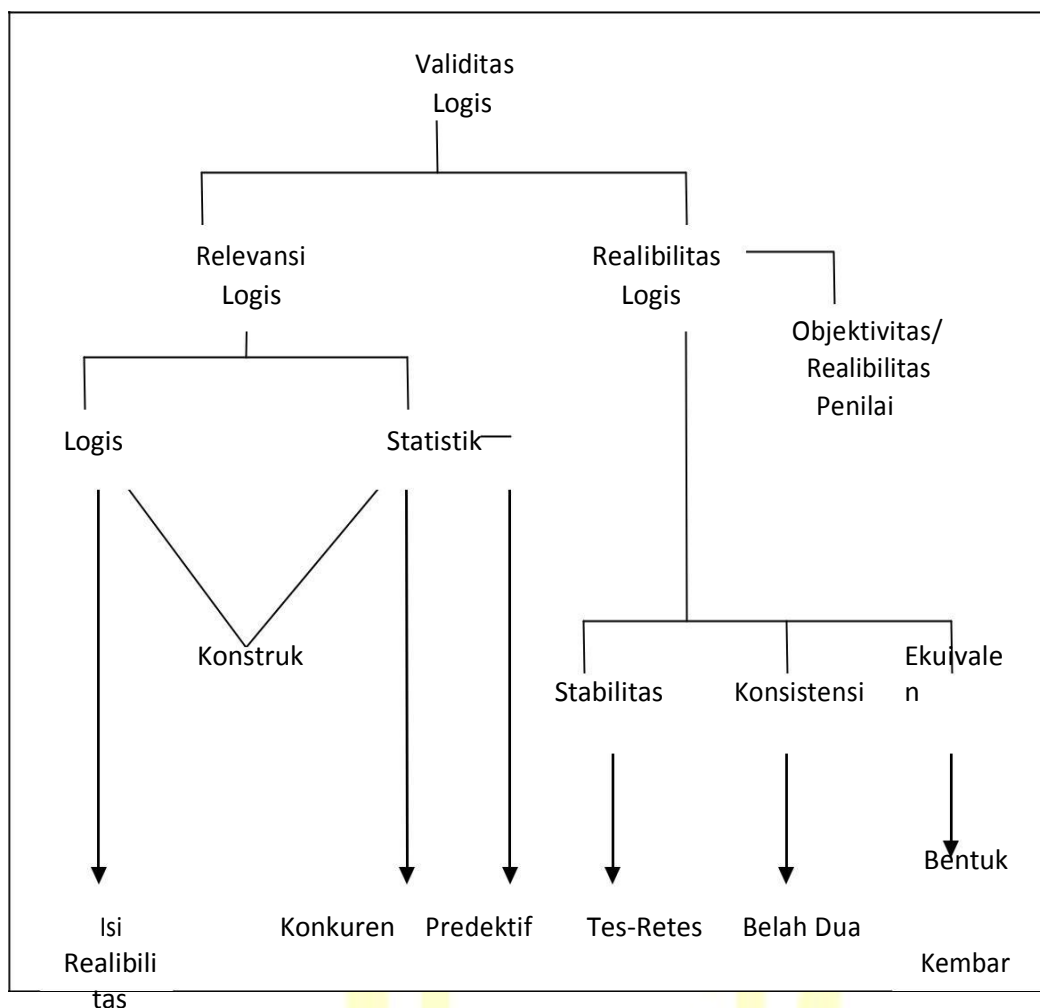 Validitas
Logis
Relevansi
Logis
Realibilitas
Logis
Objektivitas/
Realibilitas
Penilai
Logis
Statistik
Konstruk
Stabilitas
Konsistensi
Ekuivale
n
Isi
Realibili
tas
Konkuren
Predektif
Tes-Retes
Belah Dua
Bentuk
Kembar